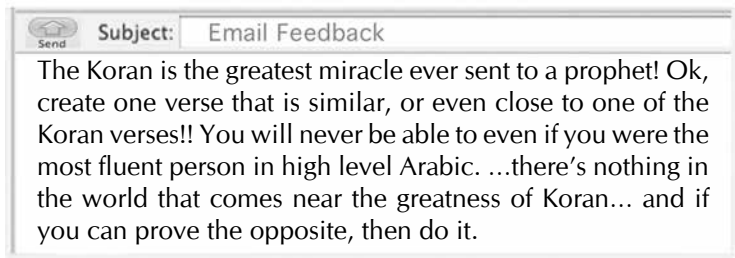 Send Subject: Email Feedback
The Koran is the greatest miracle ever sent to a prophet! Ok,
create one verse that is similar, or even close to one of the
Koran verses!! You will never be able to even if you were the
most fluent person in high level Arabic. …there’s nothing in
the world that comes near the greatness of Koran… and if
you can prove the opposite, then do it.